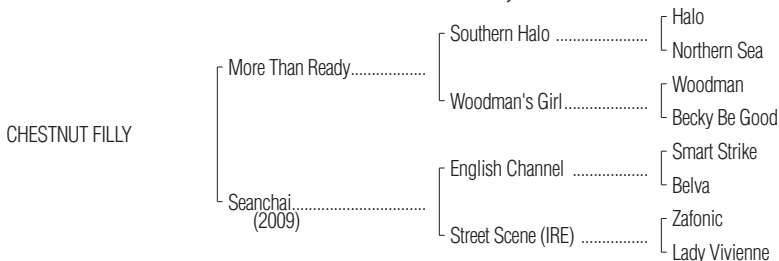 Halo
Southern Halo ......................
Northern Sea
More Than Ready..................
Woodman
Woodman's Girl....................
Becky Be Good
CHESTNUT FILLY
Smart Strike
English Channel ..................
Belva
Seanchai................................
(2009)
Zafonic
Street Scene (IRE) ................
Lady Vivienne